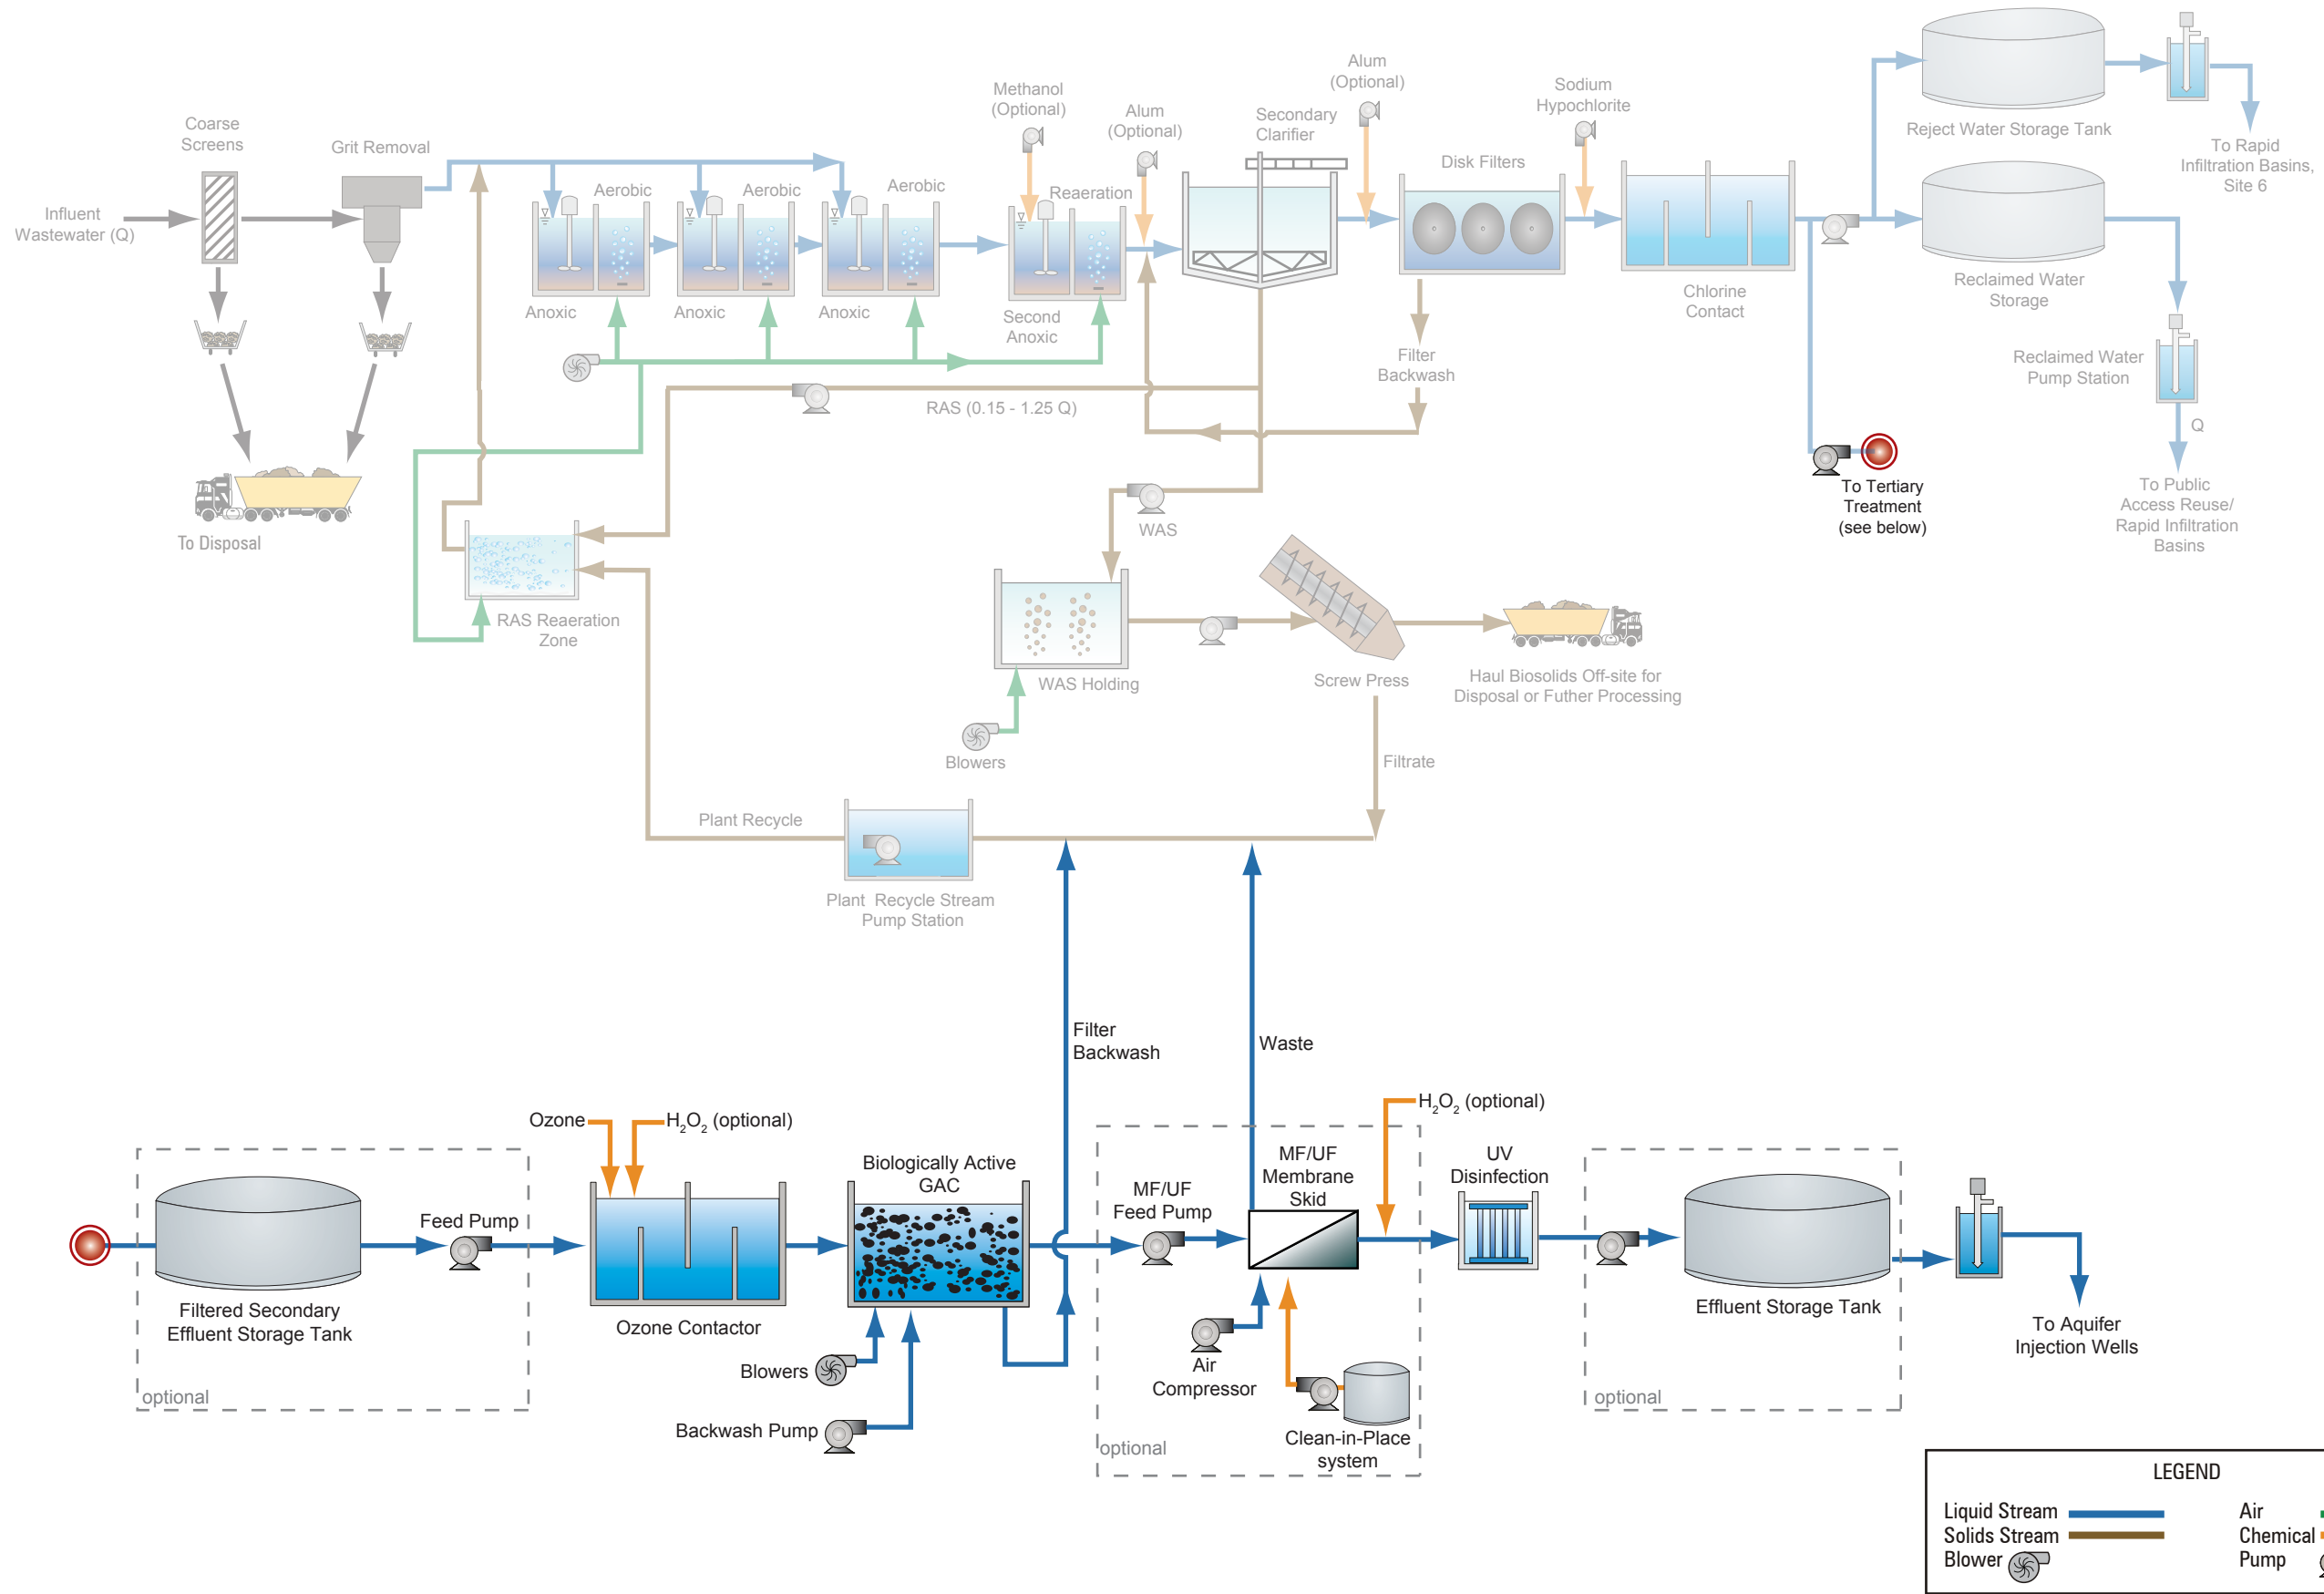 Coarse
Screens
Grit Removal
Influent
Wastewater (Q)
To Disposal
Aerobic
Aerobic
Aerobic
Anoxic
Anoxic
Anoxic
Methanol
(Optional)
Alum
(Optional)
Reaeration
Second
Anoxic
Secondary
Clarifier
Alum
(Optional)
Disk Filters
Sodium
Hypochlorite
Chlorine
Contact
Reject Water Storage Tank
To Rapid
Infiltration Basins,
Site 6
Reclaimed Water
Storage
Reclaimed Water
Pump Station
Q
To Public
Access Reuse/
Rapid Infiltration
Basins
To Tertiary
Treatment
(see below)
Filter
Backwash
RAS (0.15 - 1.25 Q)
WAS
RAS Reaeration
Zone
WAS Holding
Blowers
Screw Press
Haul Biosolids Off-site for
Disposal or Futher Processing
Filtrate
Plant Recycle
Plant Recycle Stream
Pump Station
Filter
Backwash
Waste
Ozone
H2O2 (optional)
H2O2 (optional)
Filtered Secondary
Effluent Storage Tank
optional
Feed Pump
Ozone Contactor
Biologically Active
GAC
Blowers
Backwash Pump
MF/UF
Feed Pump
MF/UF
Membrane
Skid
Air
Compressor
Clean-in-Place
system
optional
UV
Disinfection
Effluent Storage Tank
optional
To Aquifer
Injection Wells
LEGEND
Liquid Stream
Air
Solids Stream
Chemical
Blower
Pump